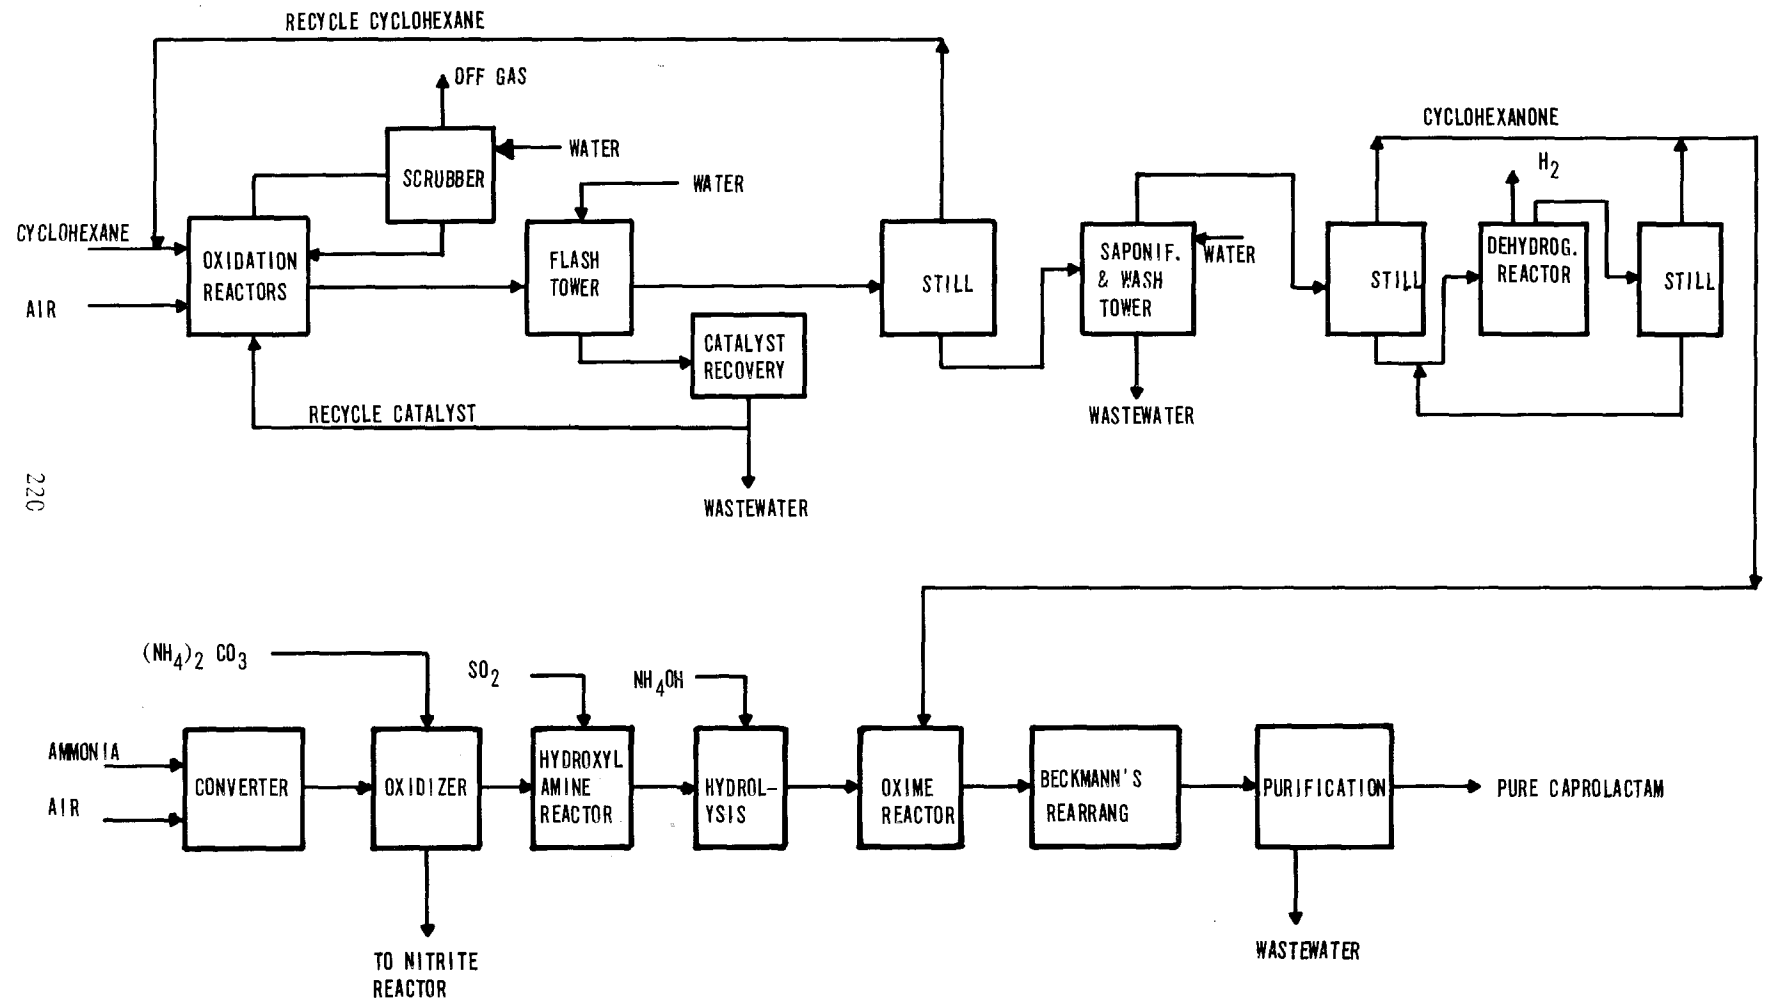 RECYCLE CYCLOHEXANE
OFF GAS
WATER
SCRUBBER
WATER
CYCLOHEXANE
AIR
OXIDATION
REACTORS
FLASH
TOWER
STILL
CATALYST
RECOVERY
RECYCLE CATALYST
WASTEWATER
SAPONIF.
& WASH
TOWER
WATER
WASTEWATER
CYCLOHEXANONE
H2
STILL
DEHYDROG.
REACTOR
STILL
220
(NH4)2 CO3
SO2
NH4OH
AMMONIA
AIR
CONVERTER
OXIDIZER
HYDROXYL
AMINE
REACTOR
HYDROL-
YSIS
OXIME
REACTOR
BECKMANN'S
REARRANG
PURIFICATION
PURE CAPROLACTAM
TO NITRITE
REACTOR
WASTEWATER